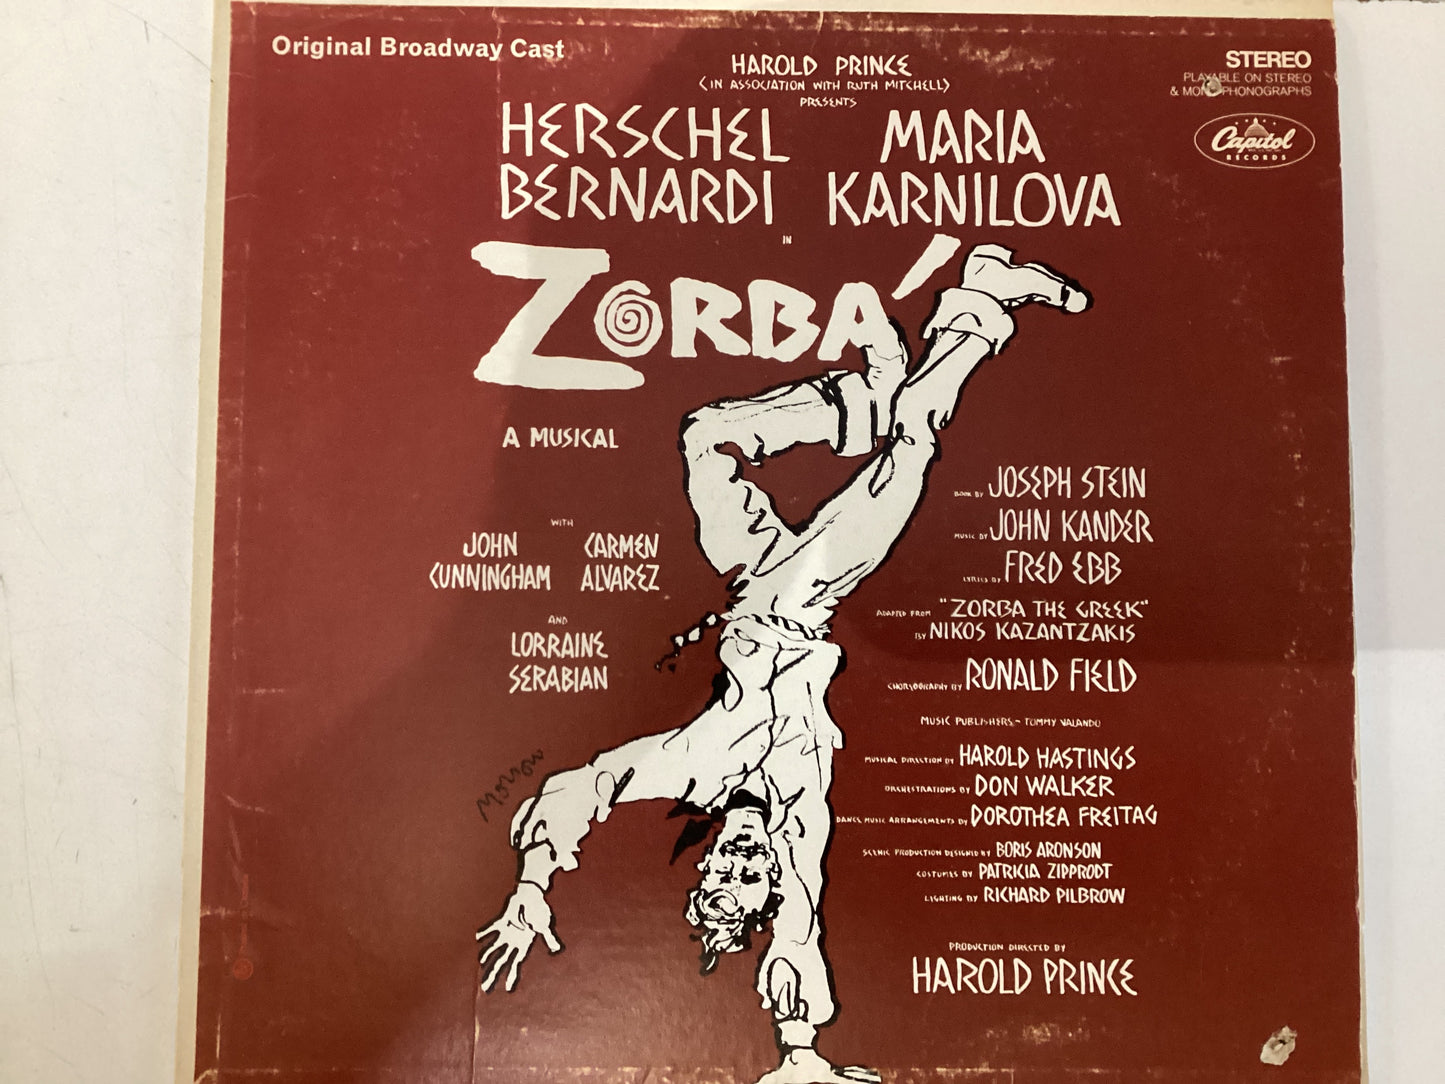 Original Broadway Cast
HAROLD PRINCE
(IN ASSOCIATION WITH RUTH MITCHELL)
PRESENTS
STEREO
PLAYABLE ON STEREO
& MONO PHONOGRAPHS
Capitol
RECORDS
HERSCHEL BERNARDI
MARIA KARNILOVA
IN
ZORBÁ
A MUSICAL
WITH
JOHN CUNNINGHAM
CARMEN ALVAREZ
AND
LORRAINE
SERABIAN
BOOK BY JOSEPH STEIN
MUSIC BY JOHN KANDER
LYRICS BY FRED EBB
ADAPTED FROM "ZORBA THE GREEK"
BY NIKOS KAZANTZAKIS
CHOREOGRAPHY BY RONALD FIELD
MUSIC PUBLISHERS - TOMMY VALANDO
MUSICAL DIRECTION BY HAROLD HASTINGS
ORCHESTRATIONS BY DON WALKER
DANCE MUSIC ARRANGEMENTS BY DOROTHEA FREITAG
SCENIC PRODUCTION DESIGNED BY BORIS ARONSON
COSTUMES BY PATRICIA ZIPPRODT
LIGHTING BY RICHARD PILBROW
PRODUCTION DIRECTED BY
HAROLD PRINCE
Morrow